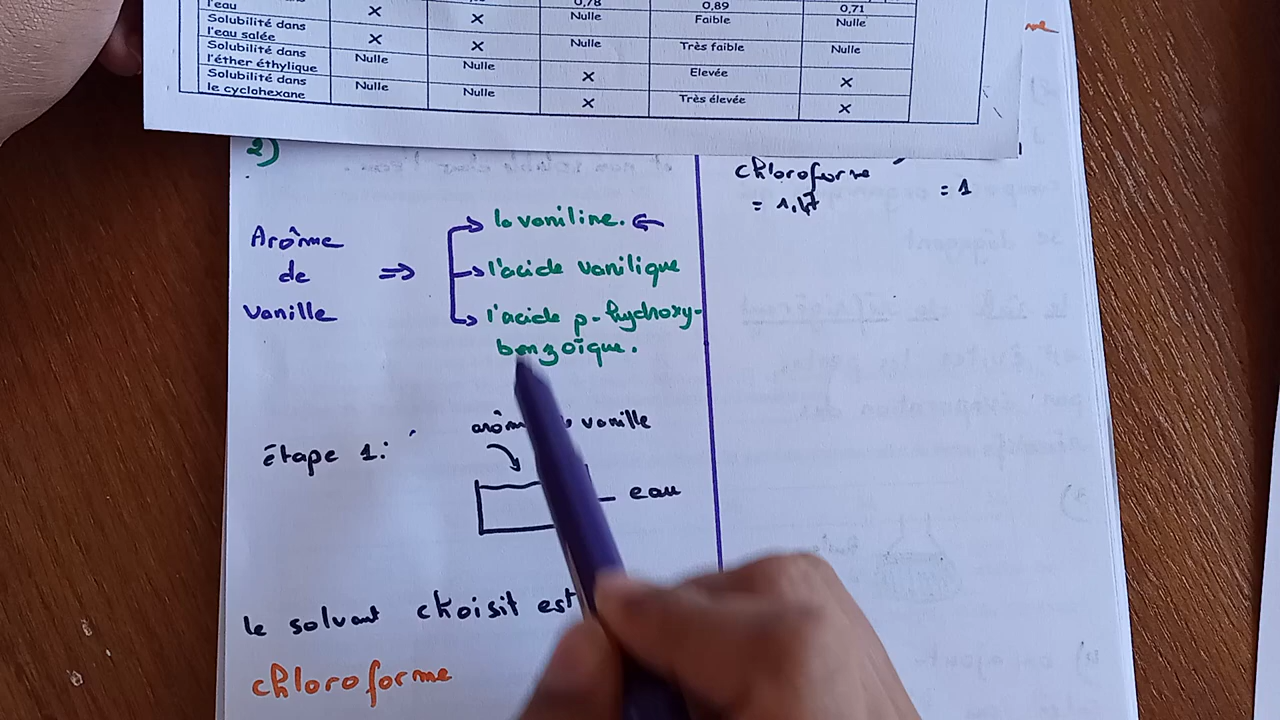 l'eau 0,78 0,89 0,71
Solubilité dans l'eau salée x x Nulle Faible Nulle
Solubilité dans l'éther éthylique x x Nulle Très faible Nulle
Solubilité dans le cyclohexane Nulle Nulle x Elevée x
Nulle Nulle x Très élevée x
2)
chloroforme
= 1,47
= 1
Arôme
de
vanille
⇒
la vaniline.
l'acide vanilique
l'acide p-hydroxy-
benzoïque.
Étape 1:
vanille
eau
le solvant choisit est
chloroforme